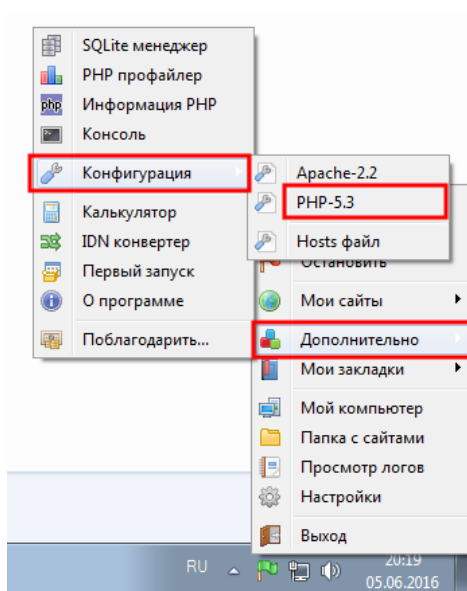 SQLite менеджер
PHP профайлер
php Информация PHP
Консоль
Конфигурация
Калькулятор
IDN конвертер
Первый запуск
О программе
Поблагодарить...
Apache-2.2
PHP-5.3
Hosts файл
Остановить
Мои сайты
Дополнительно
Мои закладки
Мой компьютер
Папка с сайтами
Просмотр логов
Настройки
Выход
RU
20:19
05.06.2016